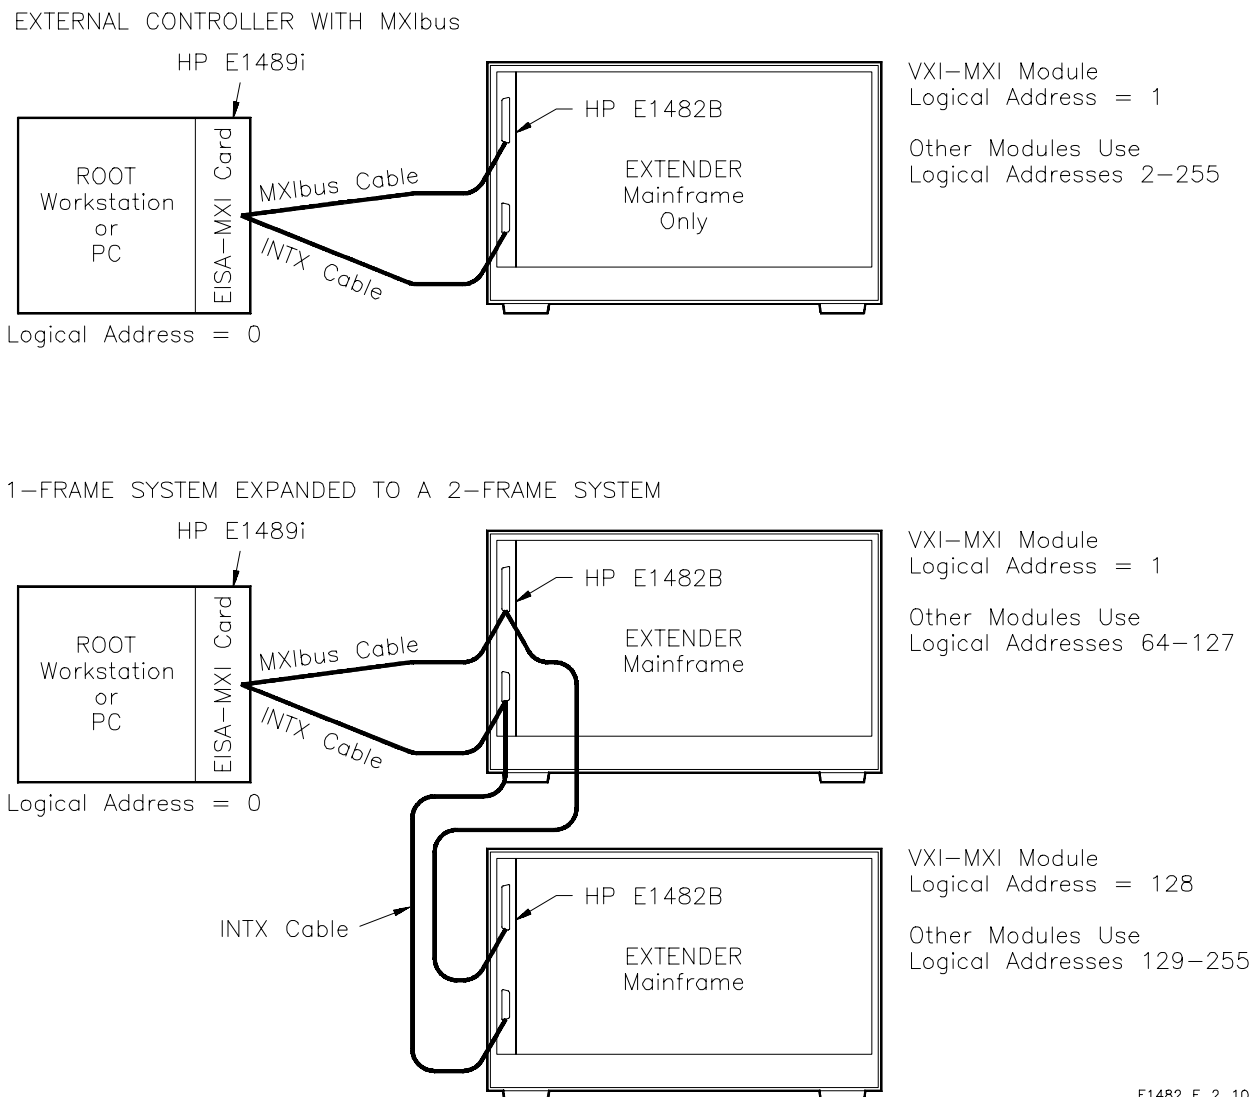 EXTERNAL CONTROLLER WITH MXIbus
HP E1489i
ROOT
Workstation
or
PC
EISA-MXI Card
Logical Address = 0
MXIbus Cable
INTX Cable
HP E1482B
EXTENDER
Mainframe
Only
VXI-MXI Module
Logical Address = 1
Other Modules Use
Logical Addresses 2-255
1-FRAME SYSTEM EXPANDED TO A 2-FRAME SYSTEM
HP E1489i
ROOT
Workstation
or
PC
EISA-MXI Card
Logical Address = 0
MXIbus Cable
INTX Cable
HP E1482B
EXTENDER
Mainframe
VXI-MXI Module
Logical Address = 1
Other Modules Use
Logical Addresses 64-127
INTX Cable
HP E1482B
EXTENDER
Mainframe
VXI-MXI Module
Logical Address = 128
Other Modules Use
Logical Addresses 129-255